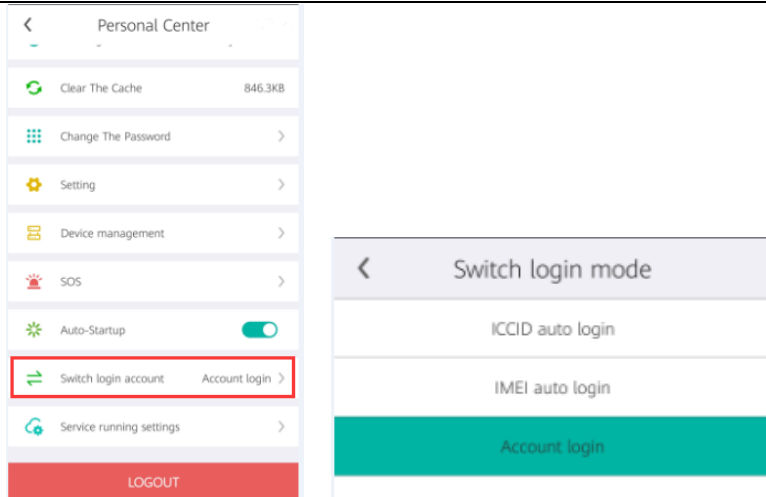 Personal Center
Clear The Cache 846.3KB
Change The Password
Setting
Device management
SOS
Auto-Startup
Switch login account Account login
Service running settings
LOGOUT
Switch login mode
ICCID auto login
IMEI auto login
Account login